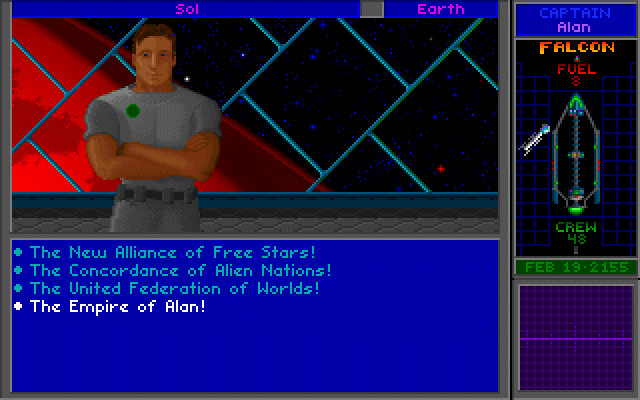 Sol
Earth
CAPTAIN
Alan
FALCON
FUEL
8
CREW
48
FEB 19·2155
• The New Alliance of Free Stars!
• The Concordance of Alien Nations!
• The United Federation of Worlds!
• The Empire of Alan!